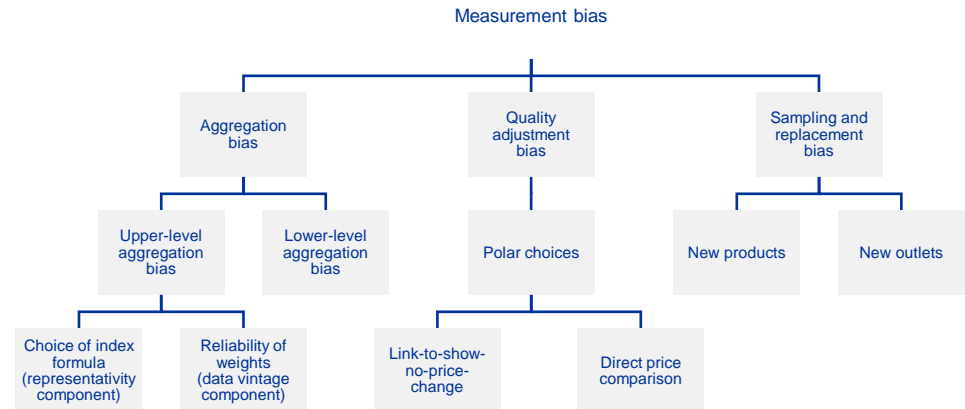 Measurement bias
Aggregation
bias
Quality
adjustment
bias
Sampling and
replacement
bias
Upper-level
aggregation
bias
Lower-level
aggregation
bias
Polar choices
New products
New outlets
Choice of index
formula
(representativity
component)
Reliability of
weights
(data vintage
component)
Link-to-show-
no-price-
change
Direct price
comparison